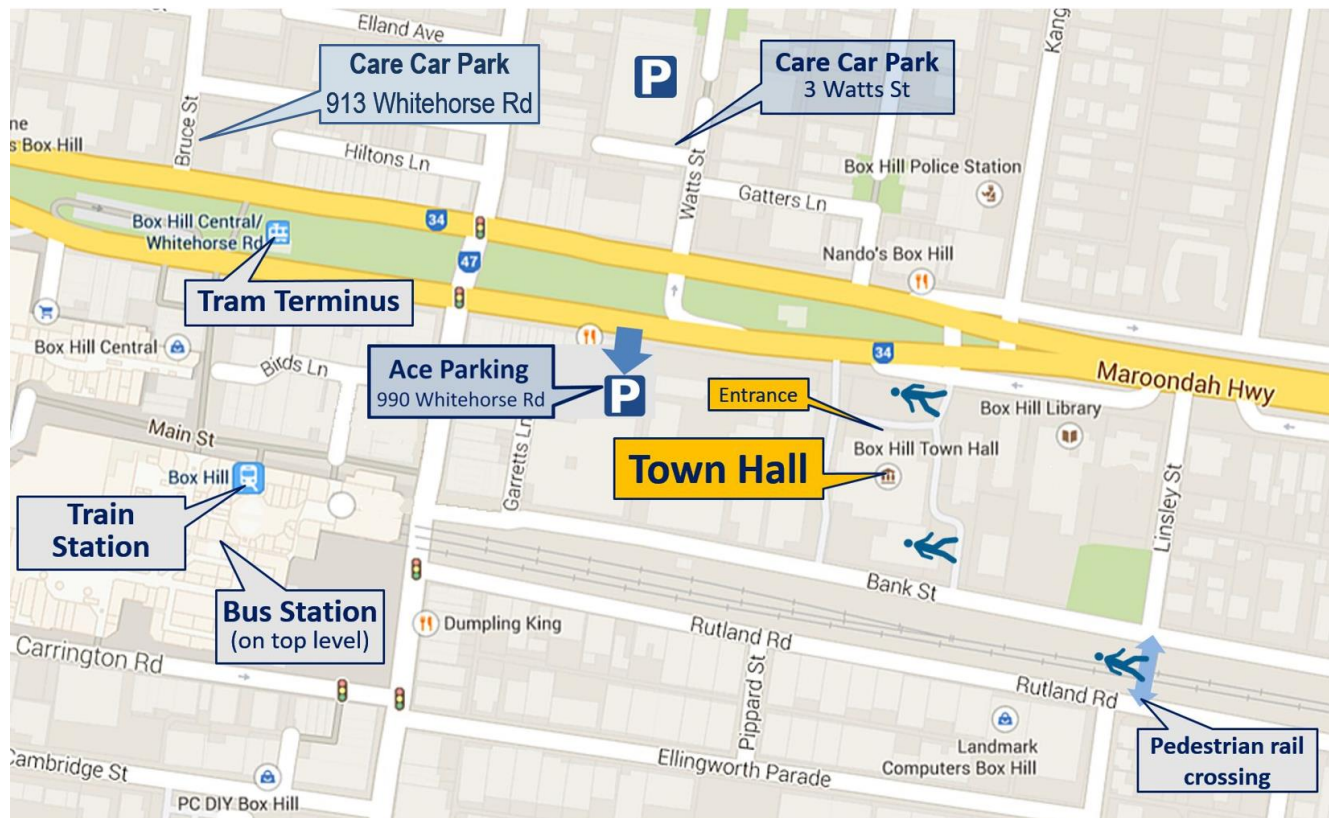 Elland Ave
Kang
Care Car Park
913 Whitehorse Rd
P
Care Car Park
3 Watts St
Bruce St
ne
s Box Hill
Hiltons Ln
Watts St
Box Hill Police Station
Gatters Ln
Box Hill Central/
Whitehorse Rd
34
47
Nando's Box Hill
Tram Terminus
Box Hill Central
Birds Ln
Ace Parking
990 Whitehorse Rd
P
34
Maroondah Hwy
Entrance
Box Hill Library
Main St
Garretts Ln
Town Hall
Box Hill Town Hall
Box Hill
Linsley St
Train
Station
Bank St
Bus Station
(on top level)
Dumpling King
Rutland Rd
Carrington Rd
Pippard St
Rutland Rd
Landmark
Computers Box Hill
Pedestrian rail
crossing
Cambridge St
Ellingworth Parade
PC DIY Box Hill